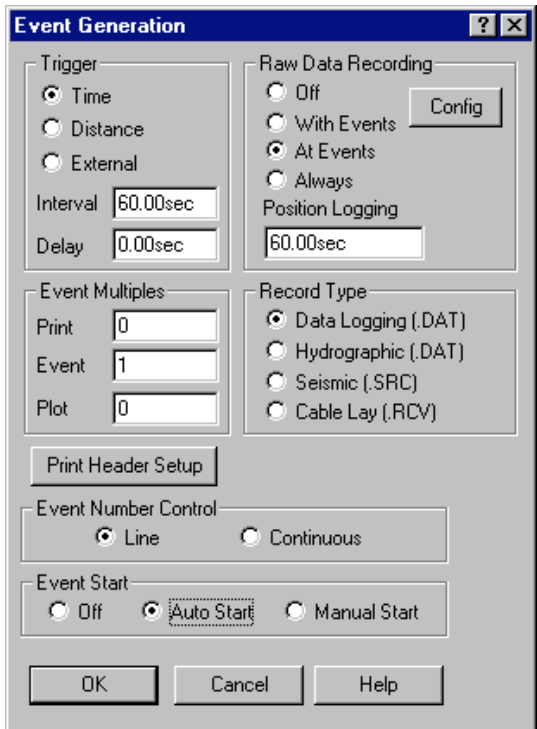 Event Generation
Trigger
Time
Distance
External
Interval 60.00sec
Delay 0.00sec
Raw Data Recording
Off
With Events
At Events
Always
Config
Position Logging
60.00sec
Event Multiples
Print 0
Event 1
Plot 0
Record Type
Data Logging (.DAT)
Hydrographic (.DAT)
Seismic (.SRC)
Cable Lay (.RCV)
Print Header Setup
Event Number Control
Line Continuous
Event Start
Off Auto Start Manual Start
OK Cancel Help